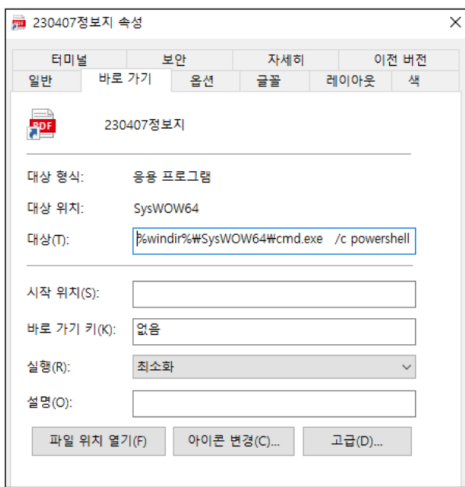 230407정보지 속성
터미널 보안 자세히 이전 버전
일반 바로 가기 옵션 글꼴 레이아웃 색
PDF
230407정보지
대상 형식: 응용 프로그램
대상 위치: SysWOW64
대상(T): %windir%₩SysWOW64₩cmd.exe /c powershell
시작 위치(S):
바로 가기 키(K): 없음
실행(R): 최소화
설명(O):
파일 위치 열기(F) 아이콘 변경(C)... 고급(D)...